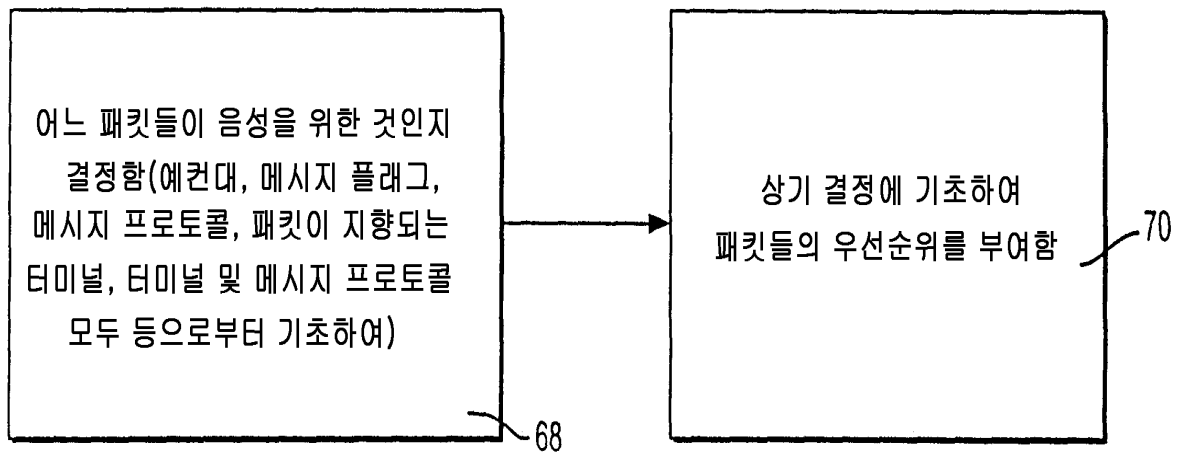 어느 패킷들이 음성을 위한 것인지
결정함(예컨대, 메시지 플래그,
메시지 프로토콜, 패킷이 지향되는
터미널, 터미널 및 메시지 프로토콜
모두 등으로부터 기초하여)
68
상기 결정에 기초하여
패킷들의 우선순위를 부여함
70